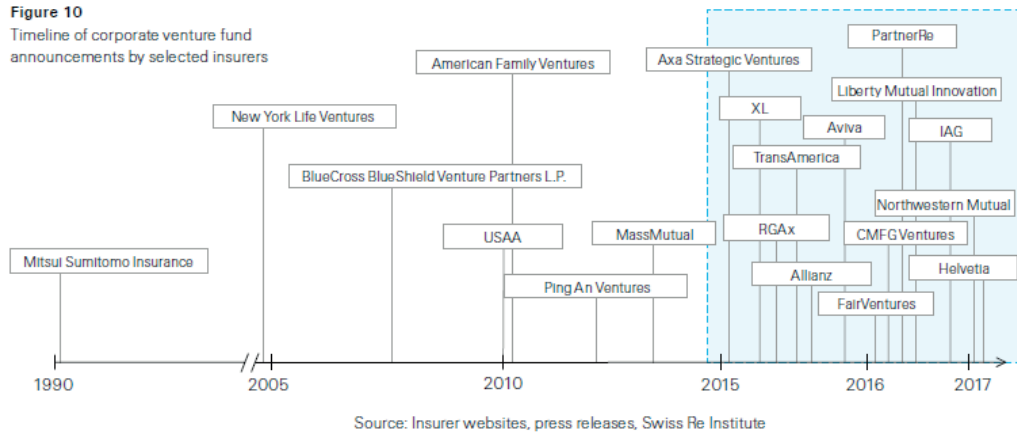 Figure 10
Timeline of corporate venture fund
announcements by selected insurers
PartnerRe
American Family Ventures
Axa Strategic Ventures
Liberty Mutual Innovation
XL
New York Life Ventures
Aviva
IAG
TransAmerica
BlueCross BlueShield Venture Partners L.P.
Northwestern Mutual
RGAx
USAA
MassMutual
CMFG Ventures
Mitsui Sumitomo Insurance
Allianz
Helvetia
Ping An Ventures
FairVentures
1990
2005
2010
2015
2016
2017
Source: Insurer websites, press releases, Swiss Re Institute